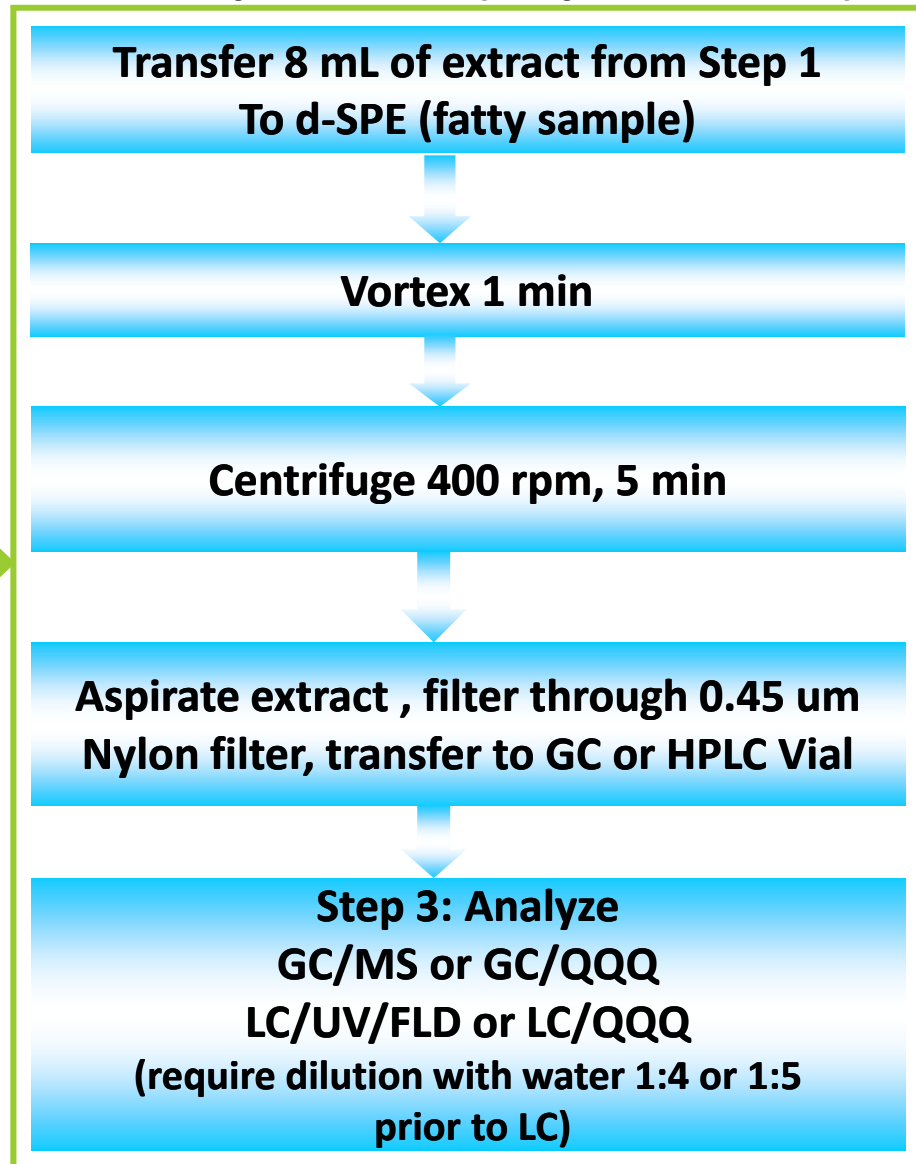 Transfer 8 mL of extract from Step 1
To d-SPE (fatty sample)
Vortex 1 min
Centrifuge 400 rpm, 5 min
Aspirate extract , filter through 0.45 um
Nylon filter, transfer to GC or HPLC Vial
Step 3: Analyze
GC/MS or GC/QQQ
LC/UV/FLD or LC/QQQ
(require dilution with water 1:4 or 1:5
prior to LC)